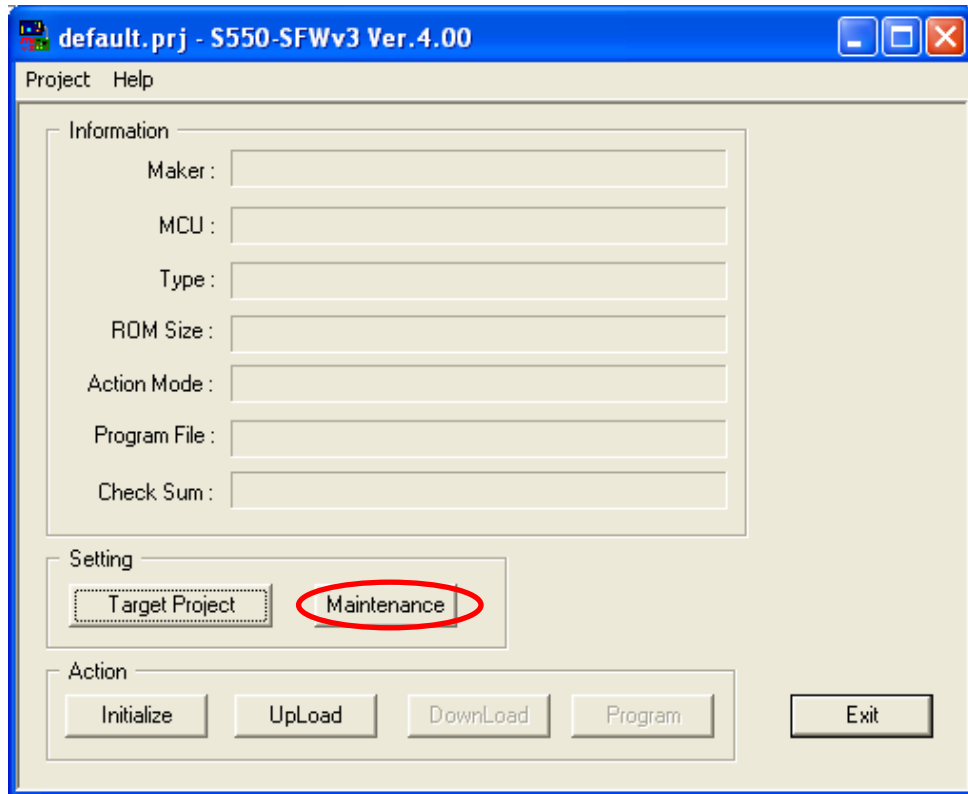 default.prj - S550-SFWv3 Ver.4.00
Project Help
Information
Maker :
MCU :
Type :
ROM Size :
Action Mode :
Program File :
Check Sum :
Setting
Target Project Maintenance
Action
Initialize UpLoad DownLoad Program Exit